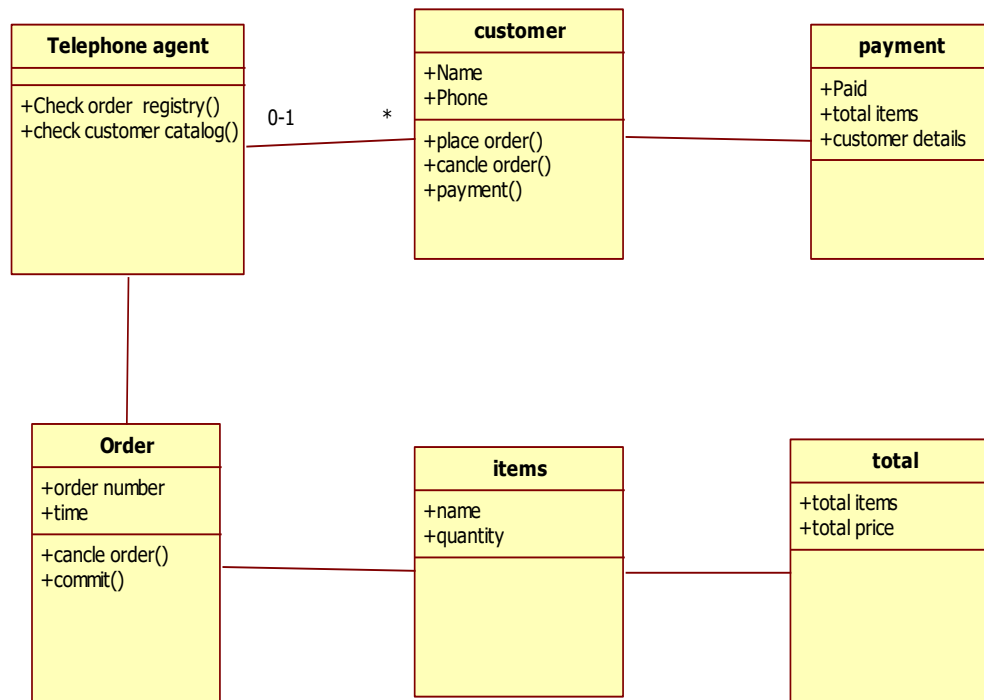 Telephone agent
+Check order registry()
+check customer catalog()
0-1
*
customer
+Name
+Phone
+place order()
+cancle order()
+payment()
payment
+Paid
+total items
+customer details
Order
+order number
+time
+cancle order()
+commit()
items
+name
+quantity
total
+total items
+total price